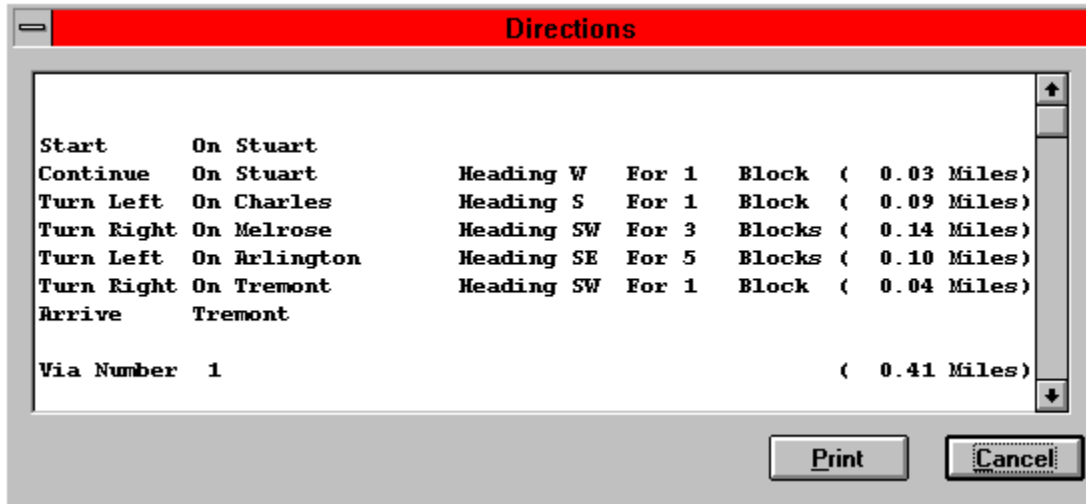 Directions
Start On Stuart
Continue On Stuart Heading W For 1 Block ( 0.03 Miles)
Turn Left On Charles Heading S For 1 Block ( 0.09 Miles)
Turn Right On Melrose Heading SW For 3 Blocks ( 0.14 Miles)
Turn Left On Arlington Heading SE For 5 Blocks ( 0.10 Miles)
Turn Right On Tremont Heading SW For 1 Block ( 0.04 Miles)
Arrive Tremont
Via Number 1 ( 0.41 Miles)
Print Cancel